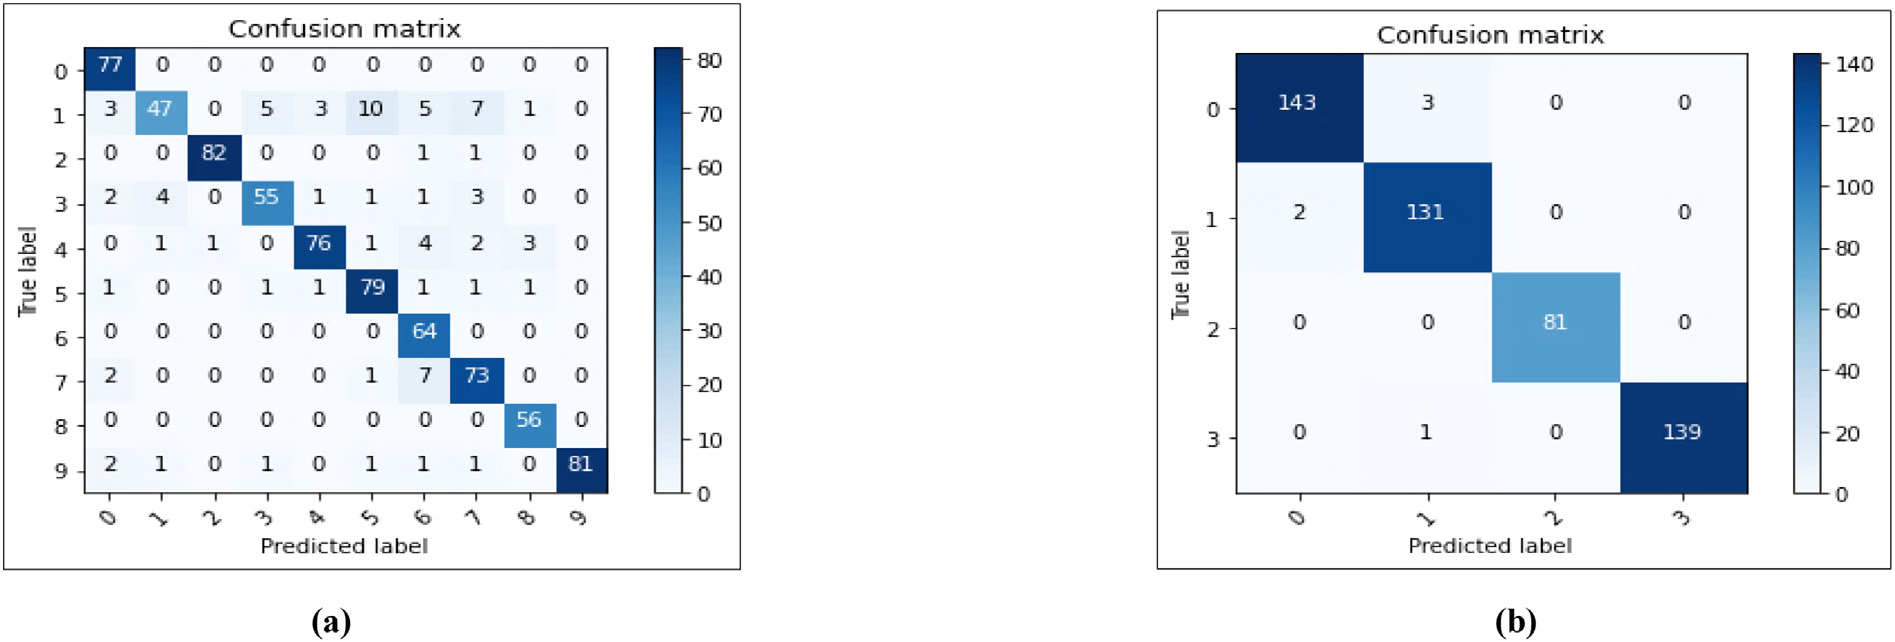 Confusion matrix
0 77 0 0 0 0 0 0 0 0 0
1 3 47 0 5 3 10 5 7 1 0
2 0 0 82 0 0 0 1 1 0 0
3 2 4 0 55 1 1 1 3 0 0
4 0 1 1 0 76 1 4 2 3 0
5 1 0 0 1 1 79 1 1 1 0
6 0 0 0 0 0 0 64 0 0 0
7 2 0 0 0 0 1 7 73 0 0
8 0 0 0 0 0 0 0 0 56 0
9 2 1 0 1 0 1 1 1 0 81
0 1 2 3 4 5 6 7 8 9
True label
Predicted label
80
70
60
50
40
30
20
10
0
(a)
Confusion matrix
0 143 3 0 0
1 2 131 0 0
2 0 0 81 0
3 0 1 0 139
0 1 2 3
True label
Predicted label
140
120
100
80
60
40
20
0
(b)